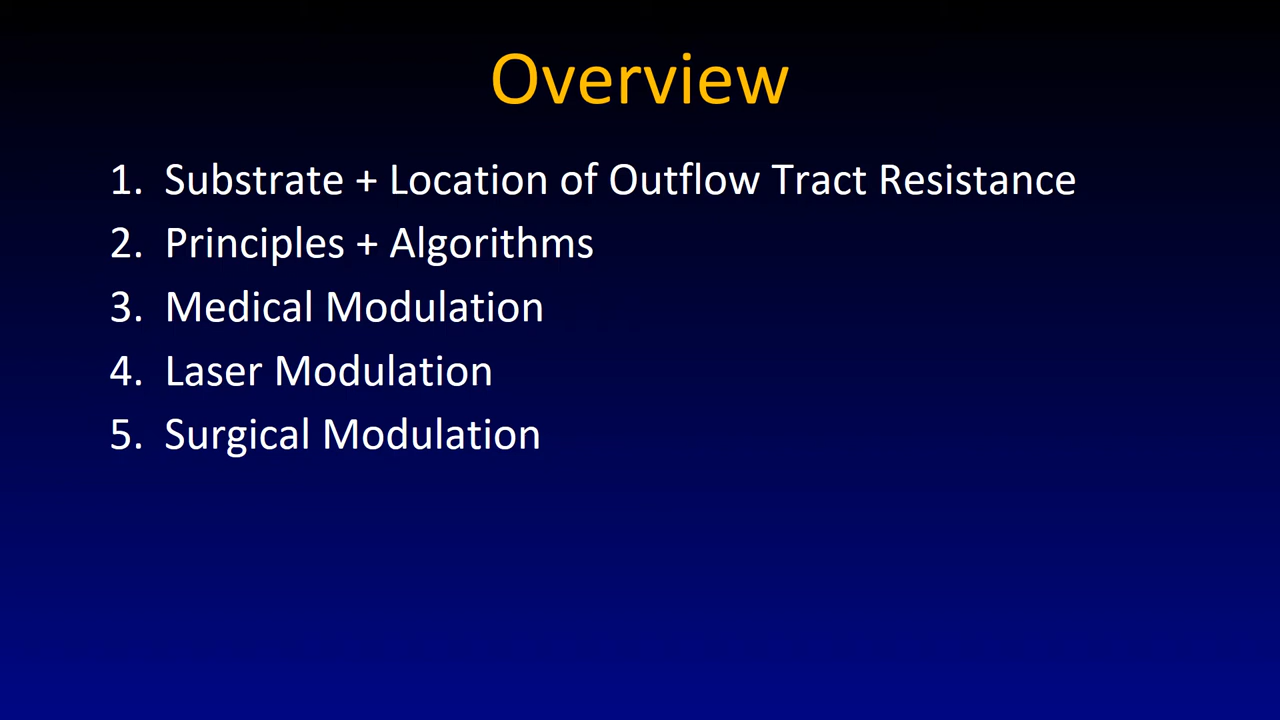 Overview
1. Substrate + Location of Outflow Tract Resistance
2. Principles + Algorithms
3. Medical Modulation
4. Laser Modulation
5. Surgical Modulation